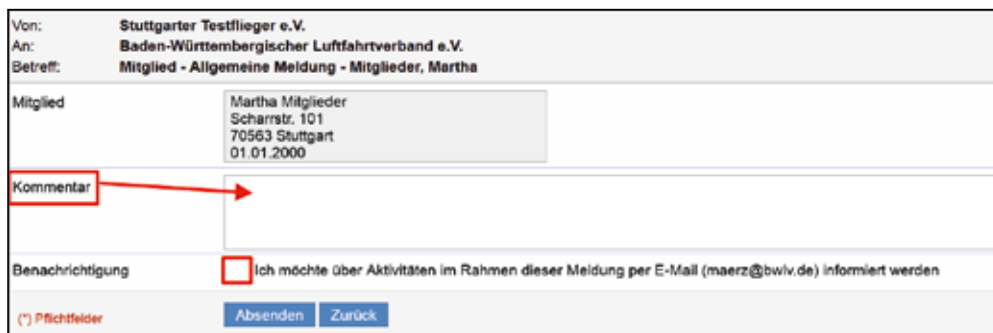 Von: Stuttgarter Testflieger e.V.
An: Baden-Württembergischer Luftfahrtverband e.V.
Betreff: Mitglied - Allgemeine Meldung - Mitglieder, Martha
Mitglied Martha Mitglieder
Scharrstr. 101
70563 Stuttgart
01.01.2000
Kommentar
Benachrichtigung Ich möchte über Aktivitäten im Rahmen dieser Meldung per E-Mail (maerz@bwlv.de) informiert werden
(*) Pflichtfelder Absenden Zurück